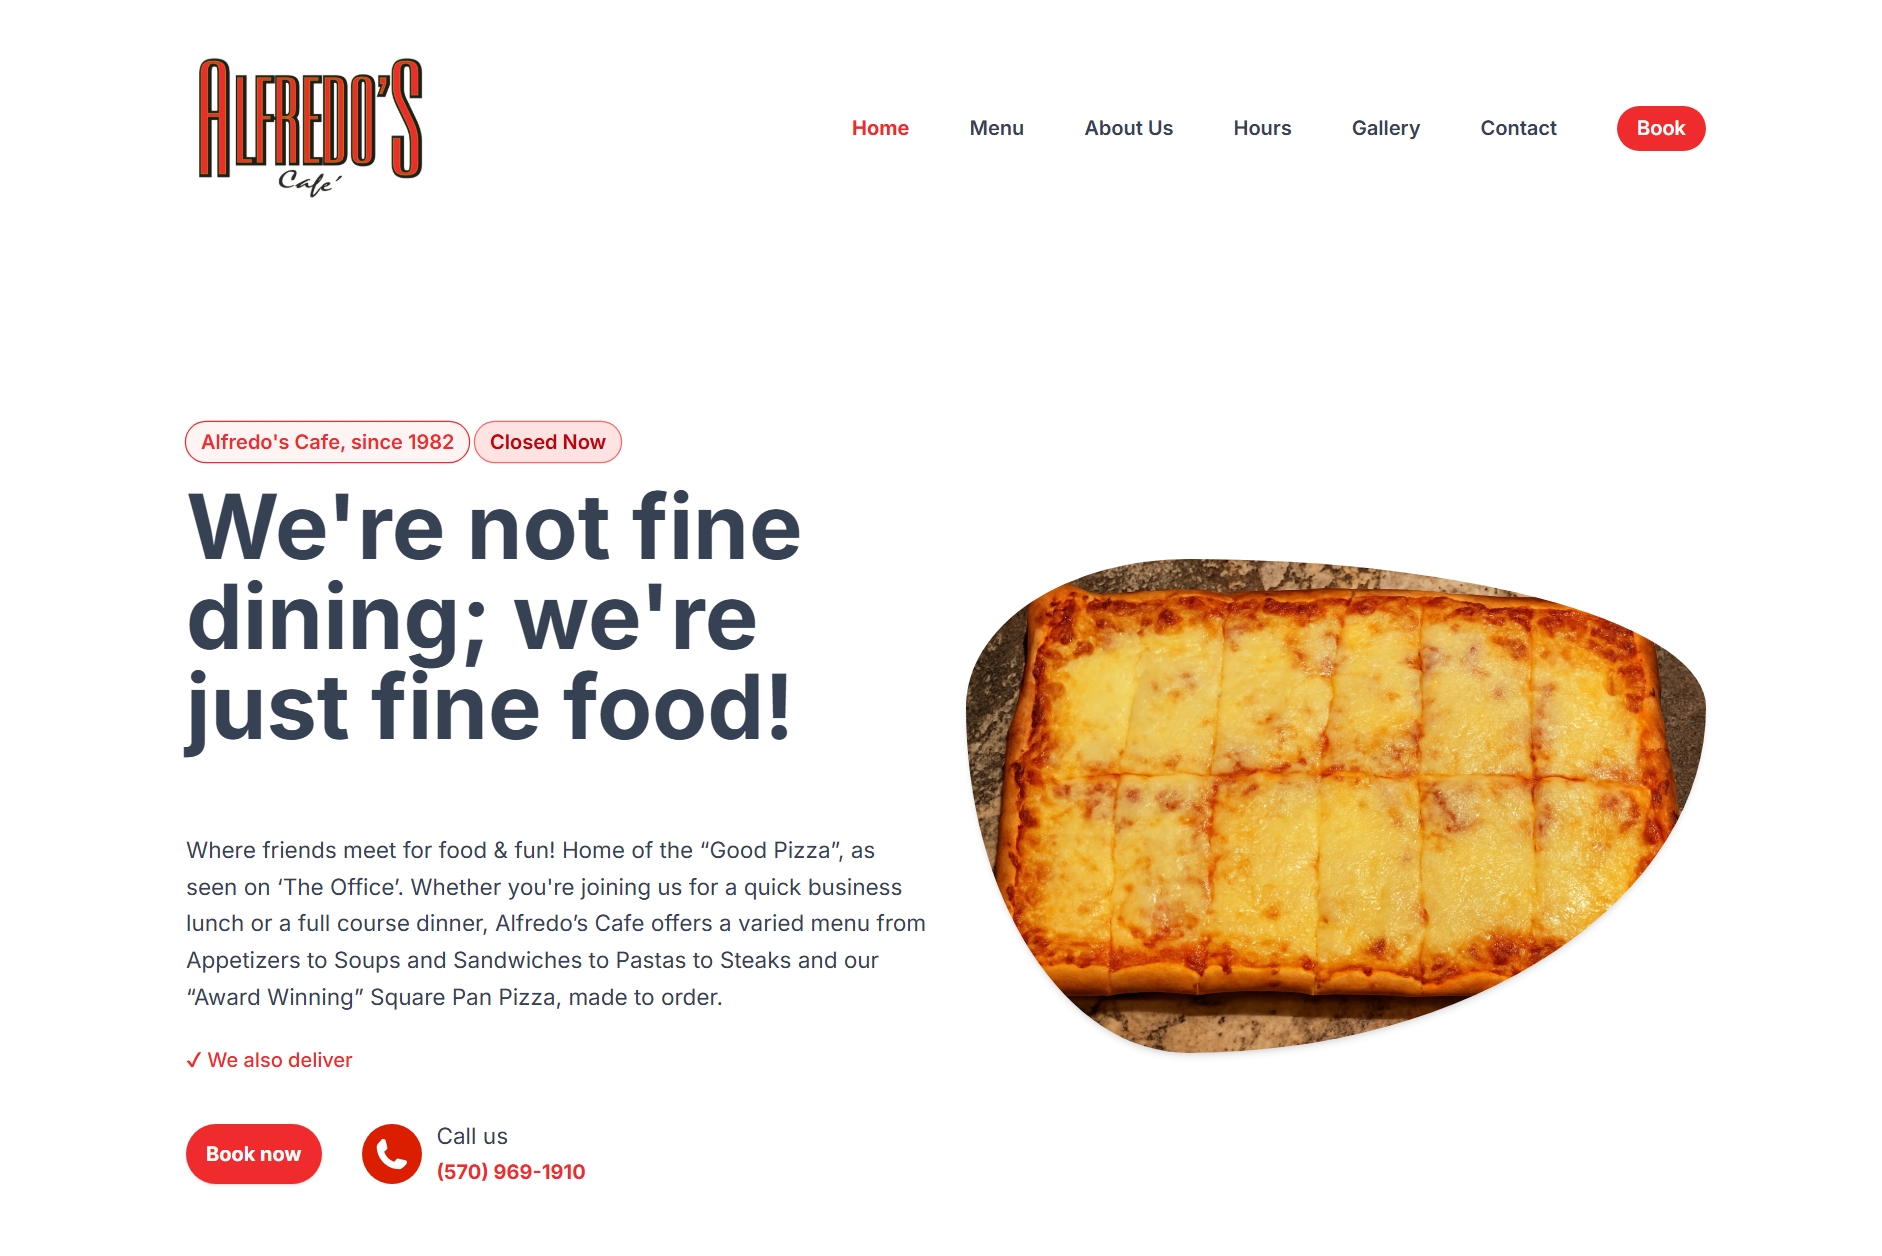 ALFREDO'S
Café
Home
Menu
About Us
Hours
Gallery
Contact
Book
Alfredo's Cafe, since 1982
Closed Now
We're not fine
dining; we're
just fine food!
Where friends meet for food & fun! Home of the “Good Pizza”, as
seen on ‘The Office’. Whether you're joining us for a quick business
lunch or a full course dinner, Alfredo’s Cafe offers a varied menu from
Appetizers to Soups and Sandwiches to Pastas to Steaks and our
“Award Winning” Square Pan Pizza, made to order.
✓ We also deliver
Book now
Call us
(570) 969-1910